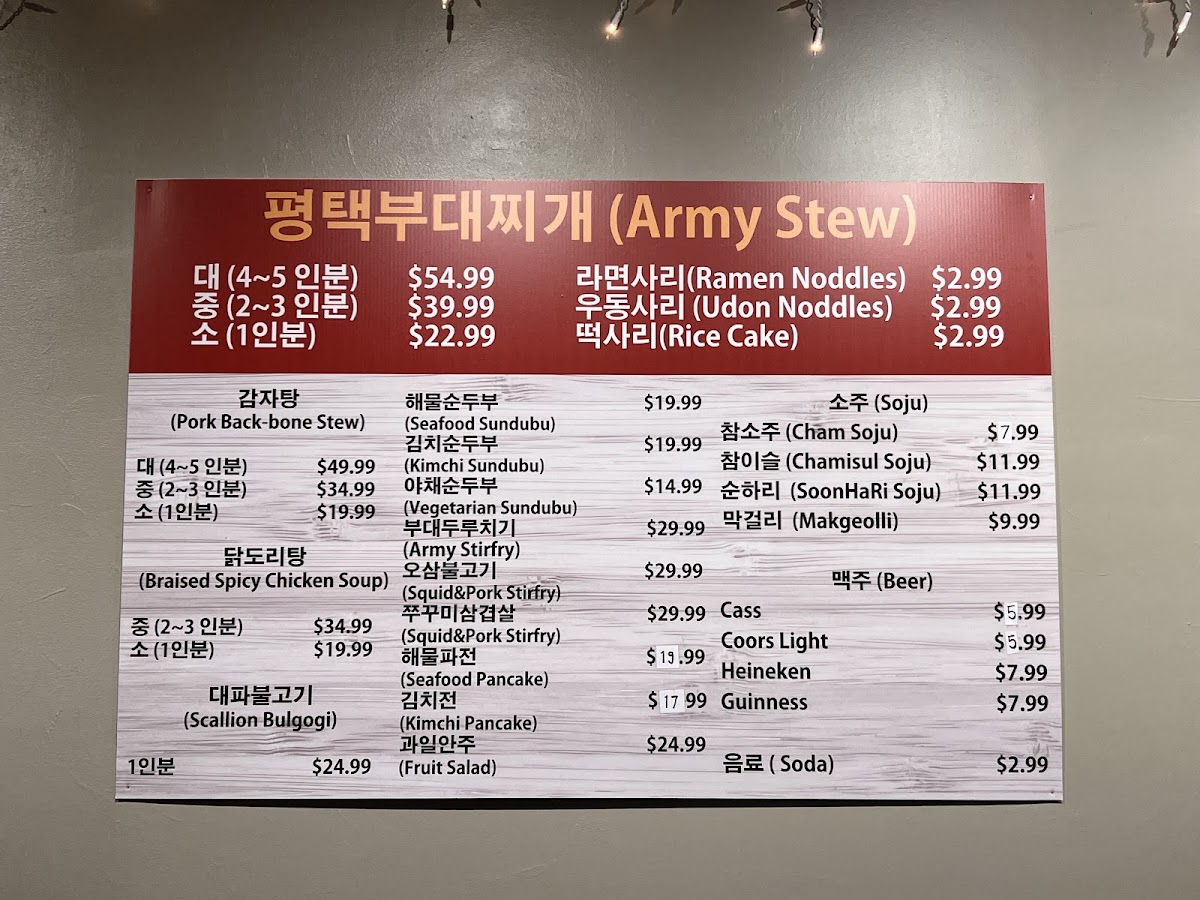 평택부대찌개 (Army Stew)
대 (4~5 인분) $54.99
중 (2~3 인분) $39.99
소 (1인분) $22.99
라면사리(Ramen Noddles) $2.99
우동사리 (Udon Noddles) $2.99
떡사리(Rice Cake) $2.99
감자탕
(Pork Back-bone Stew)
대 (4~5 인분) $49.99
중 (2~3 인분) $34.99
소 (1인분) $19.99
닭도리탕
(Braised Spicy Chicken Soup)
중 (2~3 인분) $34.99
소 (1인분) $19.99
대파불고기
(Scallion Bulgogi)
1인분 $24.99
해물순두부 $19.99
(Seafood Sundubu)
김치순두부 $19.99
(Kimchi Sundubu)
야채순두부 $14.99
(Vegetarian Sundubu)
부대두루치기 $29.99
(Army Stirfry)
오삼불고기 $29.99
(Squid&Pork Stirfry)
쭈꾸미삼겹살 $29.99
(Squid&Pork Stirfry)
해물파전 $19.99
(Seafood Pancake)
김치전 $17 99
(Kimchi Pancake)
과일안주 $24.99
(Fruit Salad)
소주 (Soju)
참소주 (Cham Soju) $7.99
참이슬 (Chamisul Soju) $11.99
순하리 (SoonHaRi Soju) $11.99
막걸리 (Makgeolli) $9.99
맥주 (Beer)
Cass $5.99
Coors Light $5.99
Heineken $7.99
Guinness $7.99
음료 ( Soda) $2.99